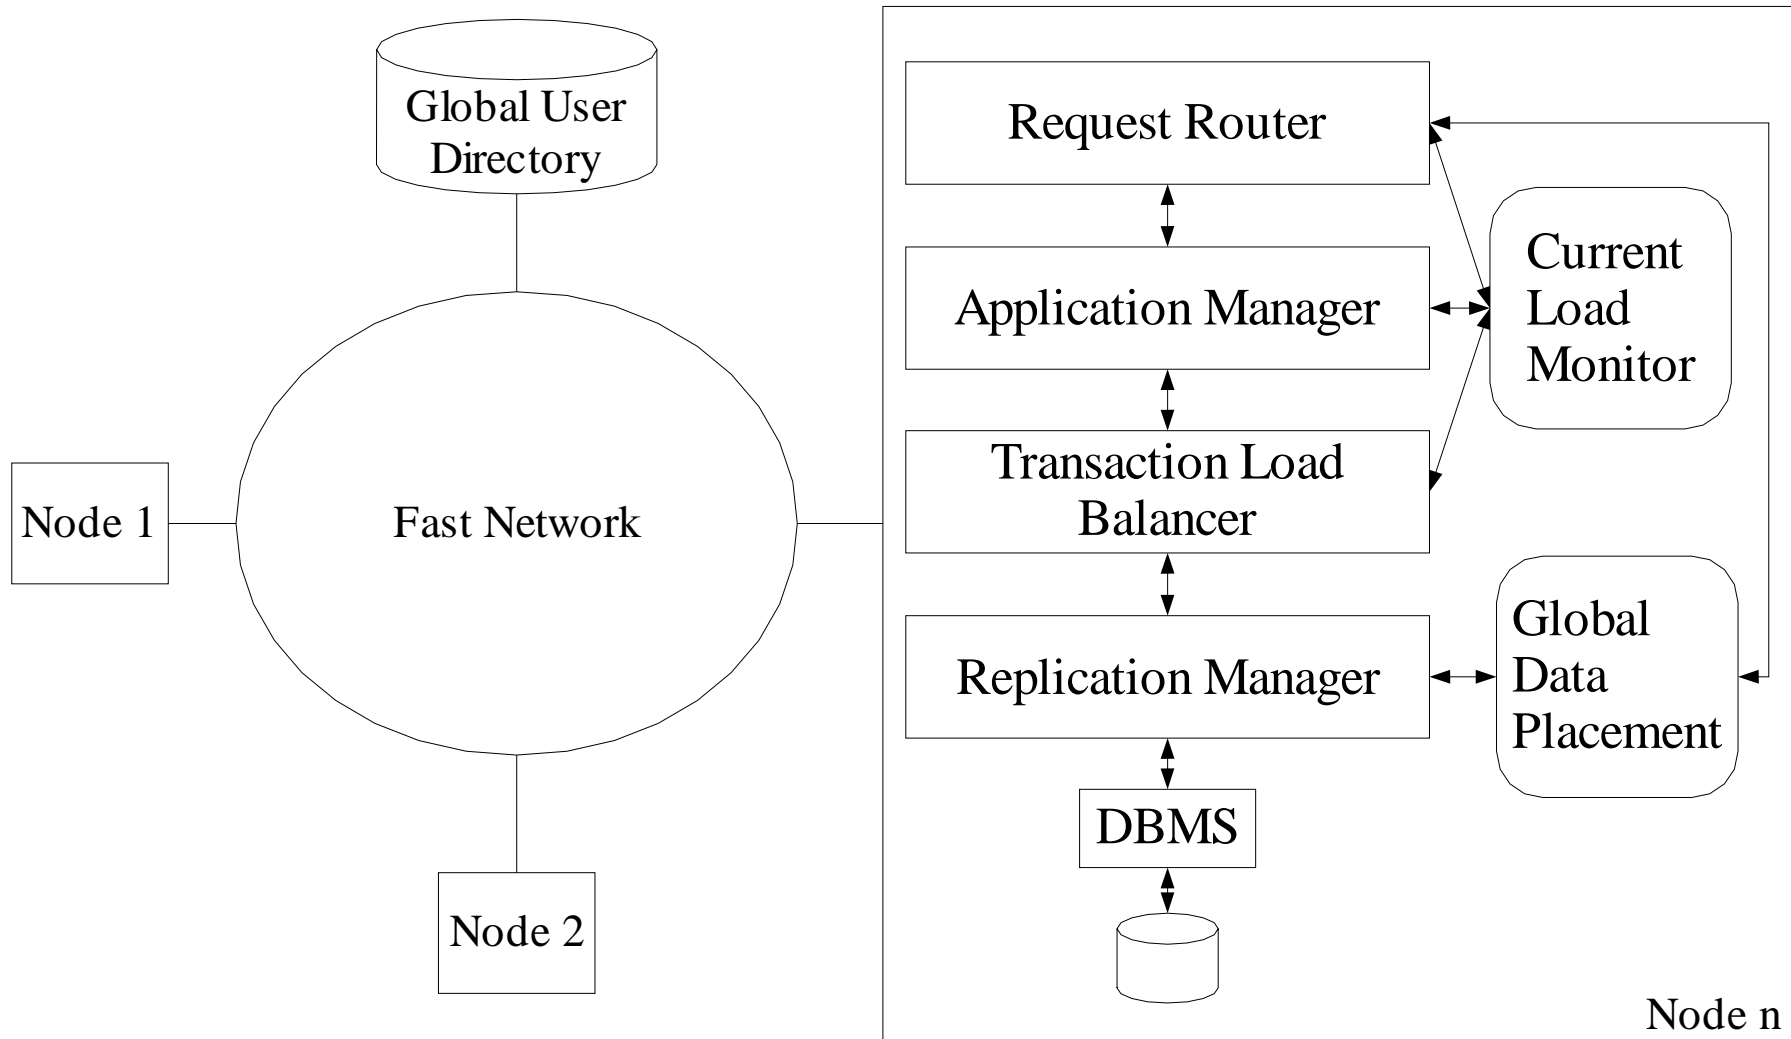 Global User
Directory
Node 1
Fast Network
Node 2
Request Router
Application Manager
Current
Load
Monitor
Transaction Load
Balancer
Replication Manager
Global
Data
Placement
DBMS
Node n